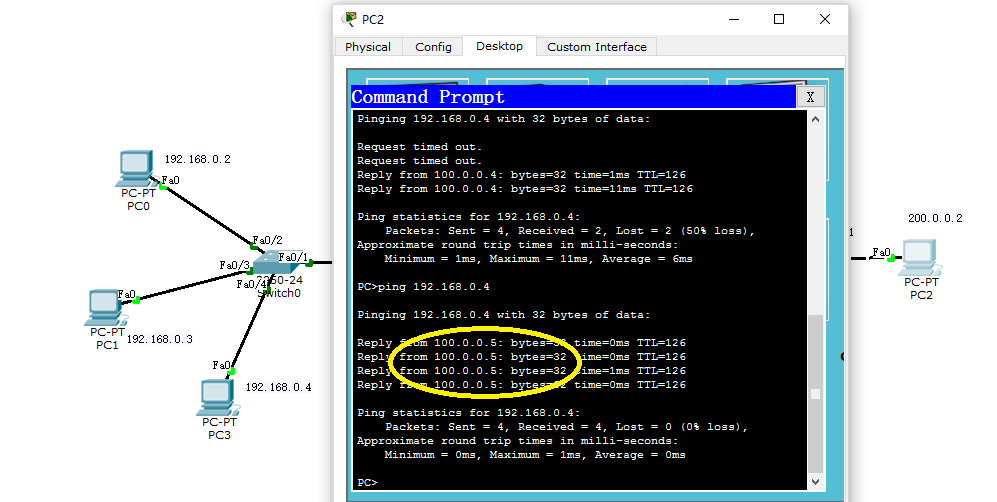 PC2
Physical Config Desktop Custom Interface
Command Prompt X
Pinging 192.168.0.4 with 32 bytes of data:
Request timed out.
Request timed out.
Reply from 100.0.0.4: bytes=32 time=1ms TTL=126
Reply from 100.0.0.4: bytes=32 time=11ms TTL=126
Ping statistics for 192.168.0.4:
Packets: Sent = 4, Received = 2, Lost = 2 (50% loss),
Approximate round trip times in milli-seconds:
Minimum = 1ms, Maximum = 11ms, Average = 6ms
PC>ping 192.168.0.4
Pinging 192.168.0.4 with 32 bytes of data:
Reply from 100.0.0.5: bytes=32 time=0ms TTL=126
Reply from 100.0.0.5: bytes=32 time=0ms TTL=126
Reply from 100.0.0.5: bytes=32 time=1ms TTL=126
Reply from 100.0.0.5: bytes=32 time=0ms TTL=126
Ping statistics for 192.168.0.4:
Packets: Sent = 4, Received = 4, Lost = 0 (0% loss),
Approximate round trip times in milli-seconds:
Minimum = 0ms, Maximum = 1ms, Average = 0ms
PC>
192.168.0.2
Fa0
PC-PT
PC0
Fa0/2
Fa0/1
Fa0/3
Fa0/4
Switch0
Fa0
PC-PT
PC1
192.168.0.3
Fa0
192.168.0.4
PC-PT
PC3
200.0.0.2
1
Fa0
PC-PT
PC2